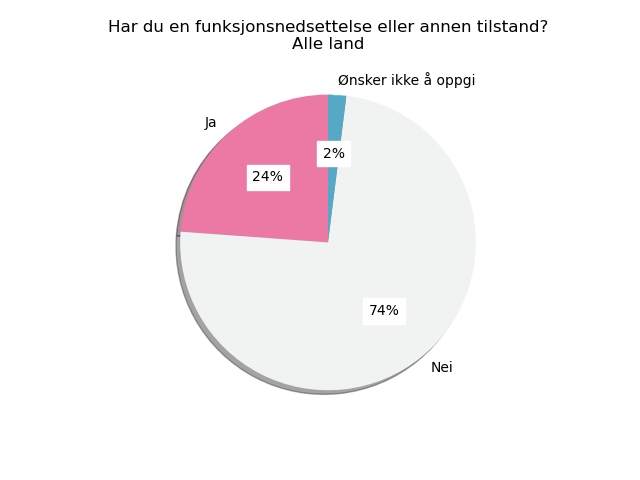 Har du en funksjonsnedsettelse eller annen tilstand?
Alle land
Ønsker ikke å oppgi
Ja
2%
24%
74%
Nei